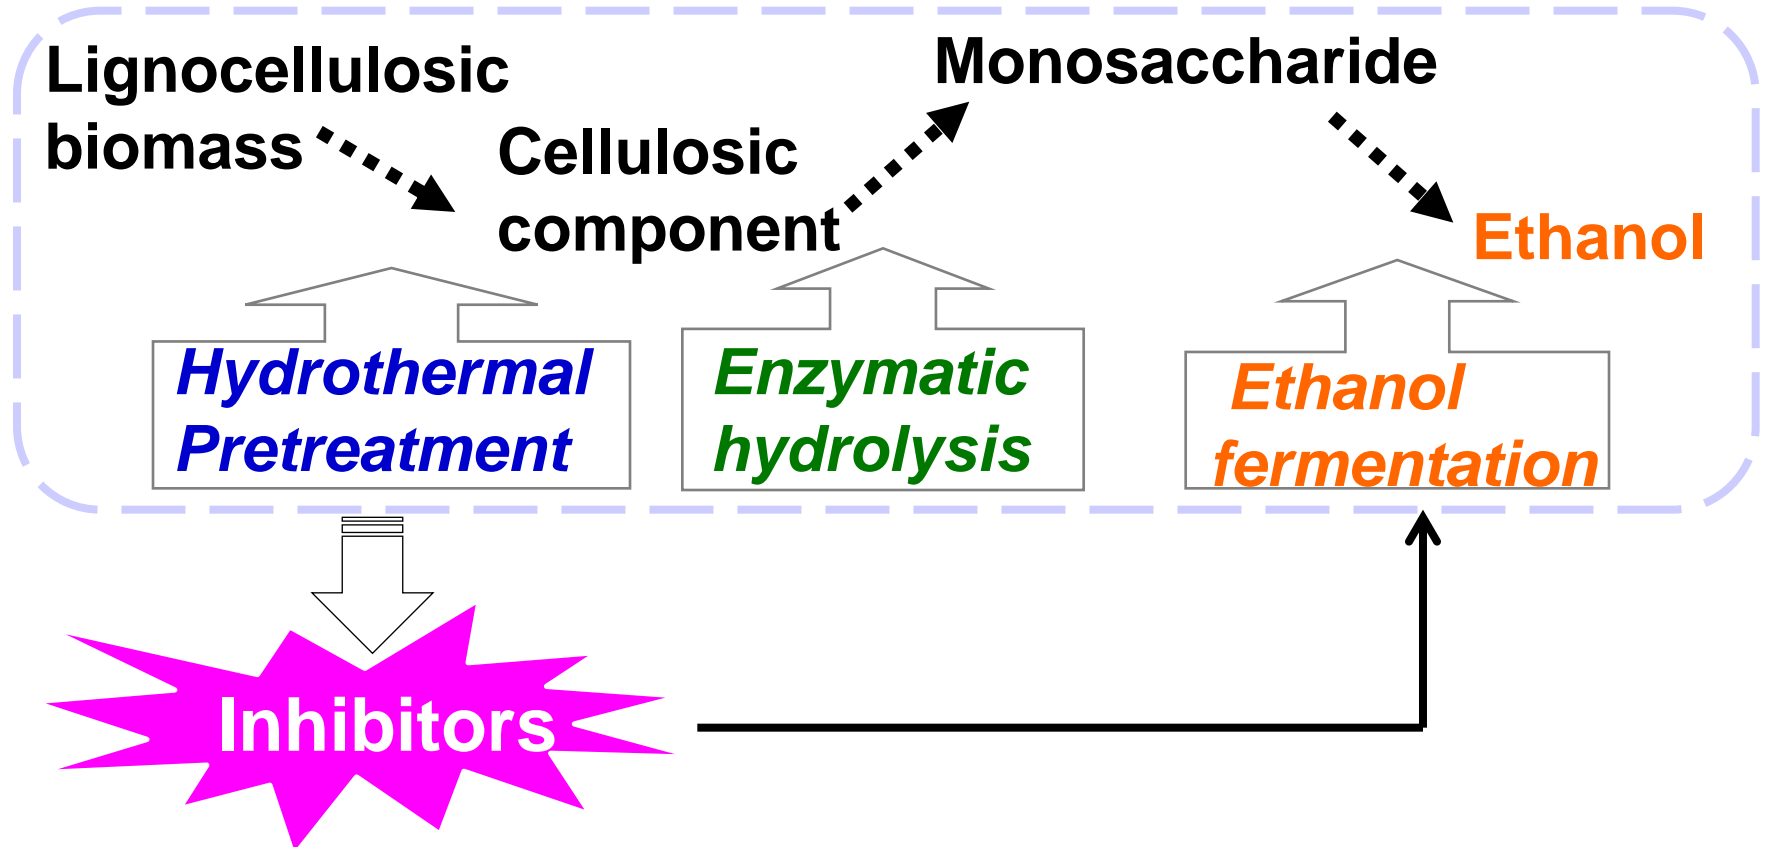 Lignocellulosic
biomass
Cellulosic
component
Monosaccharide
Ethanol
Hydrothermal
Pretreatment
Enzymatic
hydrolysis
Ethanol
fermentation
Inhibitors